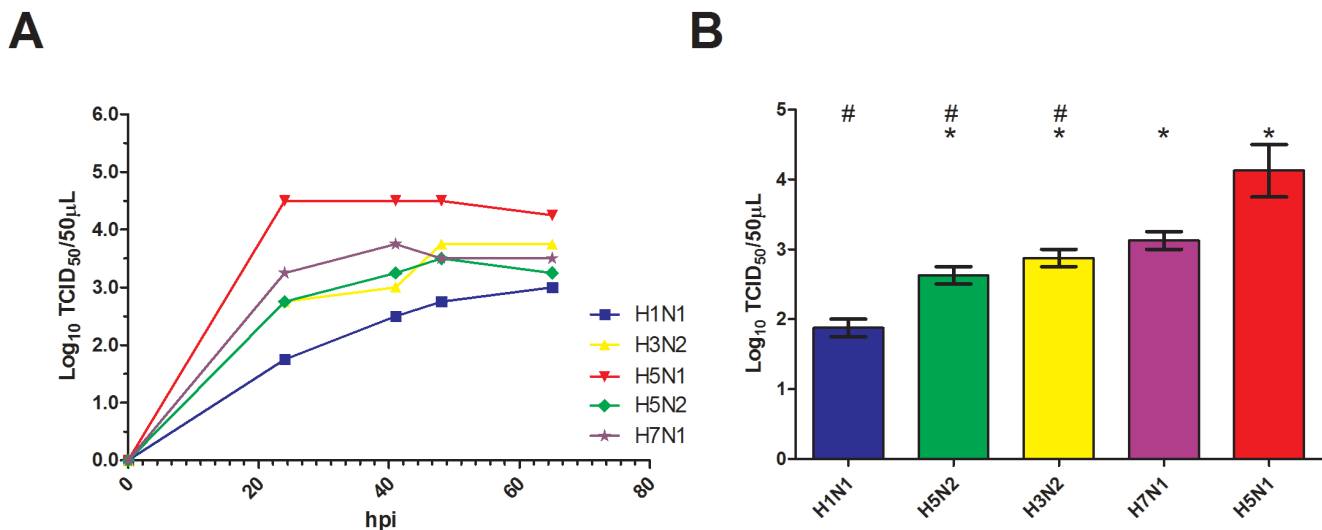 A
Log10 TCID50/50µL
6.0
5.0
4.0
3.0
2.0
1.0
0.0
0
20
40
60
80
hpi
H1N1
H3N2
H5N1
H5N2
H7N1
B
Log10 TCID50/50µL
5
4
3
2
1
0
# # #
* * * *
H1N1
H5N2
H3N2
H7N1
H5N1